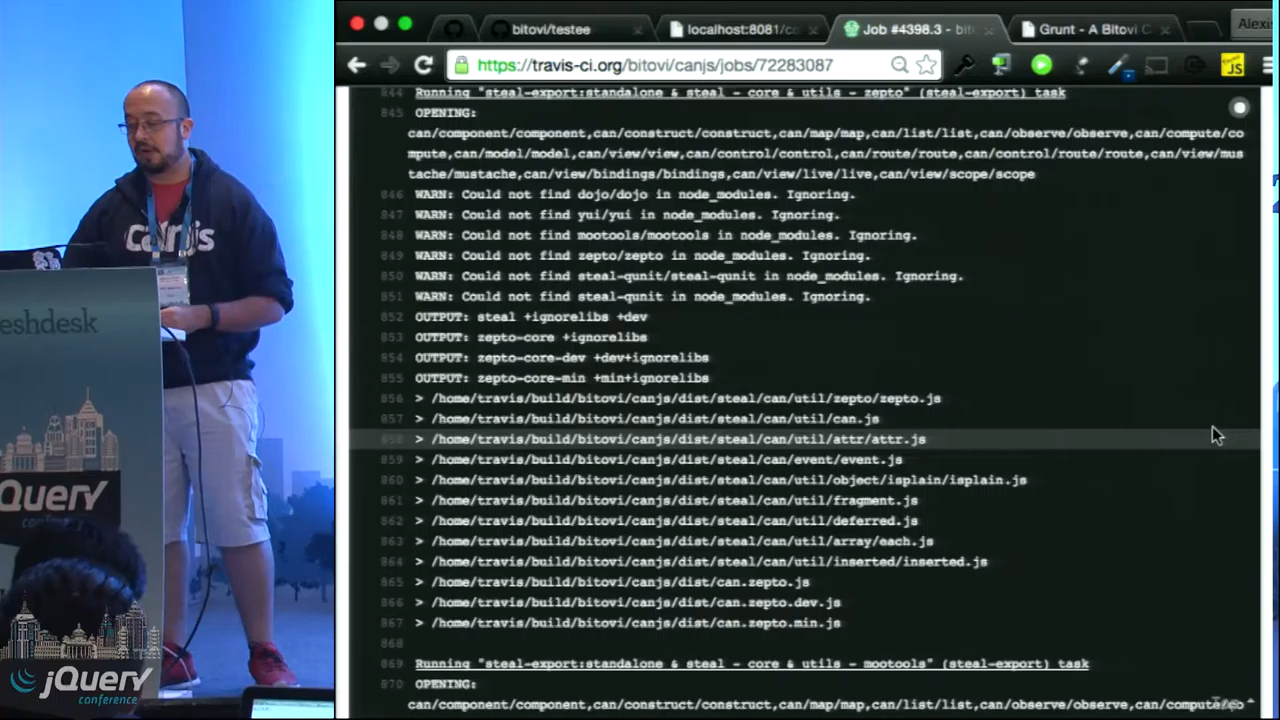 bitovi/testee
localhost:8081/c
Job #4398.3 - bit
Grunt - A Bitovi C
Alexis
https://travis-ci.org/bitovi/canjs/jobs/72283087
JS
844 Running "steal-export:standalone & steal - core & utils - zepto" (steal-export) task
845 OPENING:
can/component/component,can/construct/construct,can/map/map,can/list/list,can/observe/observe,can/compute/co
mpute,can/model/model,can/view/view,can/control/control,can/route/route,can/control/route/route,can/view/mus
tache/mustache,can/view/bindings/bindings,can/view/live/live,can/view/scope/scope
846 WARN: Could not find dojo/dojo in node_modules. Ignoring.
847 WARN: Could not find yui/yui in node_modules. Ignoring.
848 WARN: Could not find mootools/mootools in node_modules. Ignoring.
849 WARN: Could not find zepto/zepto in node_modules. Ignoring.
850 WARN: Could not find steal-qunit/steal-qunit in node_modules. Ignoring.
851 WARN: Could not find steal-qunit in node_modules. Ignoring.
852 OUTPUT: steal +ignorelibs +dev
853 OUTPUT: zepto-core +ignorelibs
854 OUTPUT: zepto-core-dev +dev+ignorelibs
855 OUTPUT: zepto-core-min +min+ignorelibs
856 > /home/travis/build/bitovi/canjs/dist/steal/can/util/zepto/zepto.js
857 > /home/travis/build/bitovi/canjs/dist/steal/can/util/can.js
858 > /home/travis/build/bitovi/canjs/dist/steal/can/util/attr/attr.js
859 > /home/travis/build/bitovi/canjs/dist/steal/can/event/event.js
860 > /home/travis/build/bitovi/canjs/dist/steal/can/util/object/isplain/isplain.js
861 > /home/travis/build/bitovi/canjs/dist/steal/can/util/fragment.js
862 > /home/travis/build/bitovi/canjs/dist/steal/can/util/deferred.js
863 > /home/travis/build/bitovi/canjs/dist/steal/can/util/array/each.js
864 > /home/travis/build/bitovi/canjs/dist/steal/can/util/inserted/inserted.js
865 > /home/travis/build/bitovi/canjs/dist/can.zepto.js
866 > /home/travis/build/bitovi/canjs/dist/can.zepto.dev.js
867 > /home/travis/build/bitovi/canjs/dist/can.zepto.min.js
868
869 Running "steal-export:standalone & steal - core & utils - mootools" (steal-export) task
870 OPENING:
can/component/component,can/construct/construct,can/map/map,can/list/list,can/observe/observe,can/compute/co
Top
canjs
eshdesk
jQuery
conference
jQuery
conference